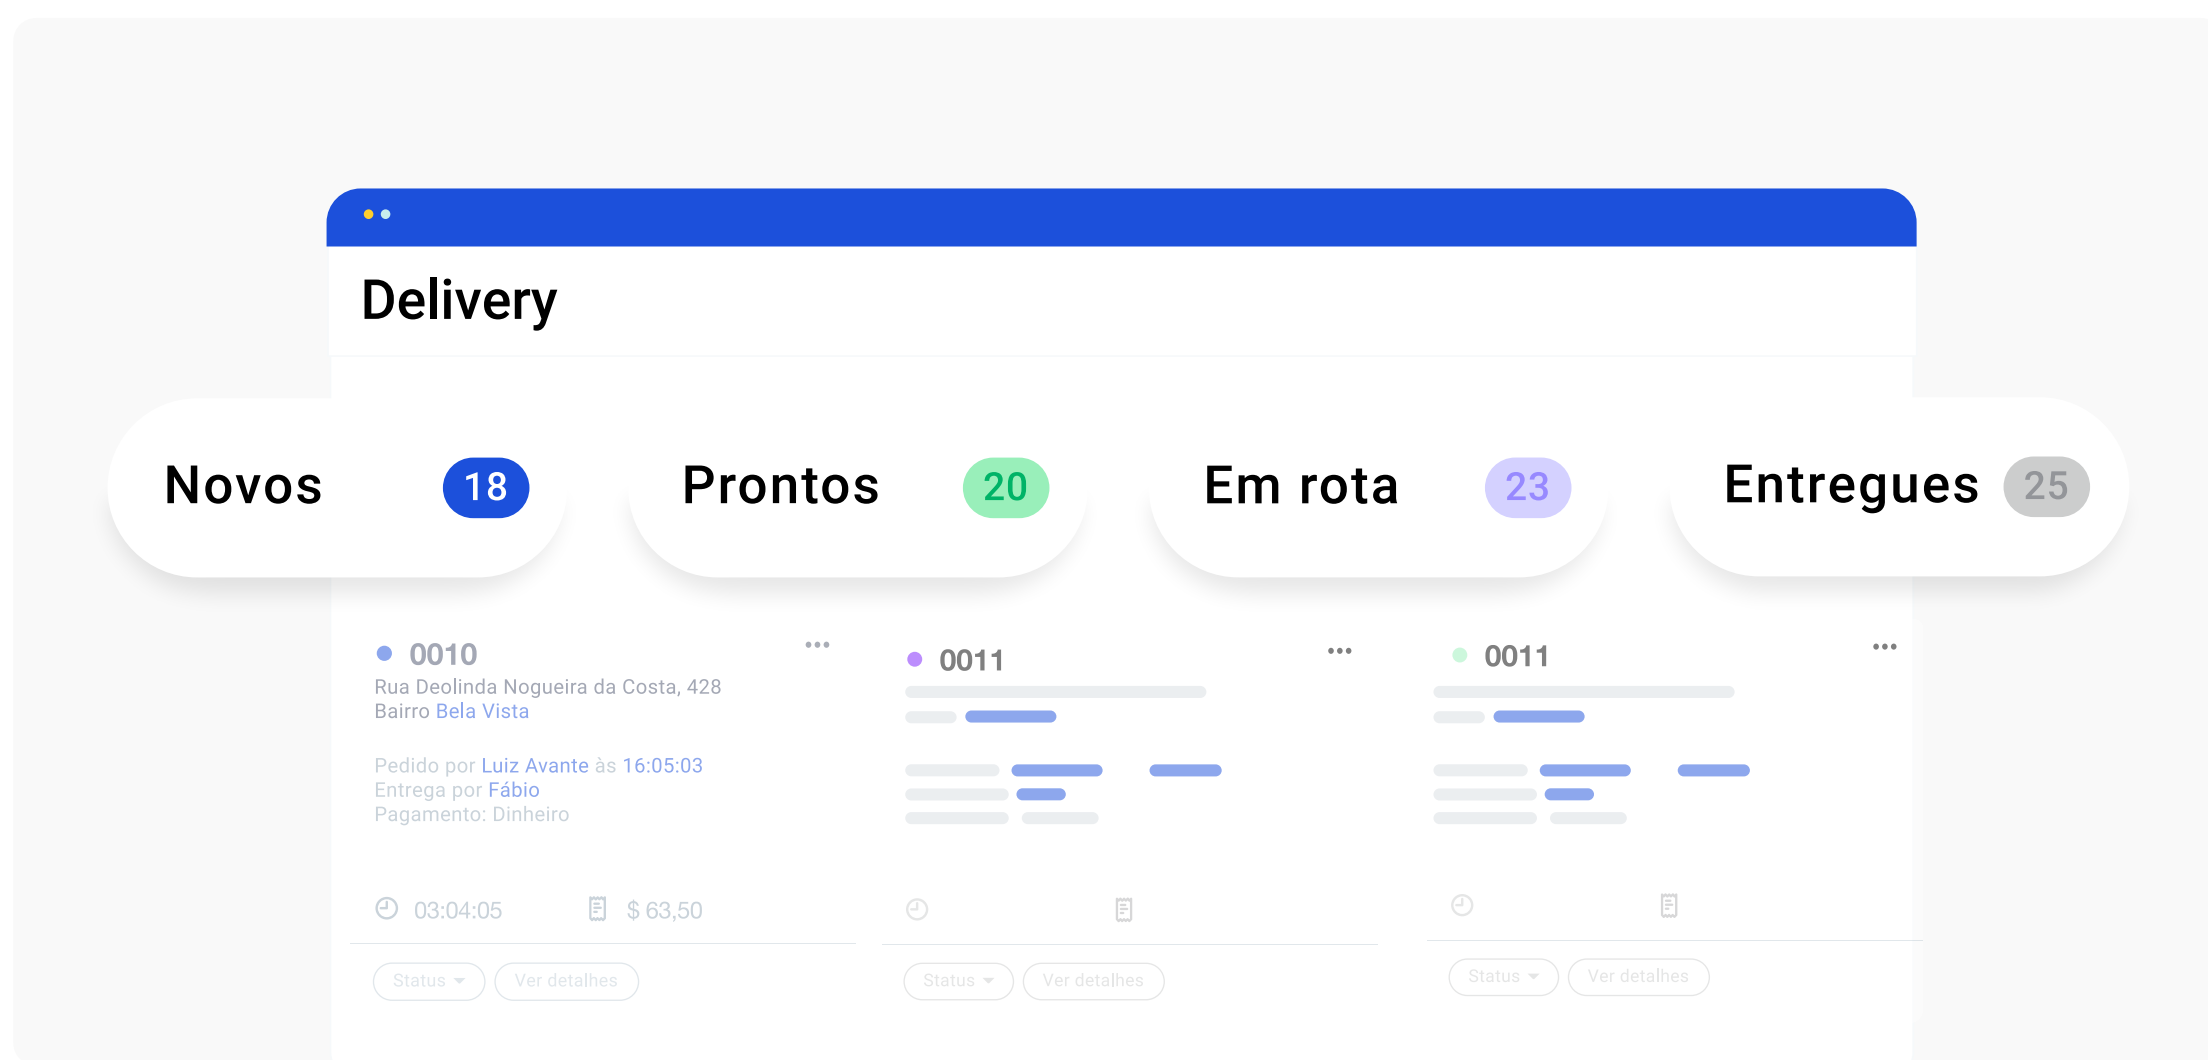 Delivery
Novos 18
Prontos 20
Em rota 23
Entregues 25
0010
Rua Deolinda Nogueira da Costa, 428
Bairro Bela Vista
Pedido por Luiz Avante às 16:05:03
Entrega por Fábio
Pagamento: Dinheiro
03:04:05 $ 63,50
Status Ver detalhes
0011
Status Ver detalhes
0011
Status Ver detalhes